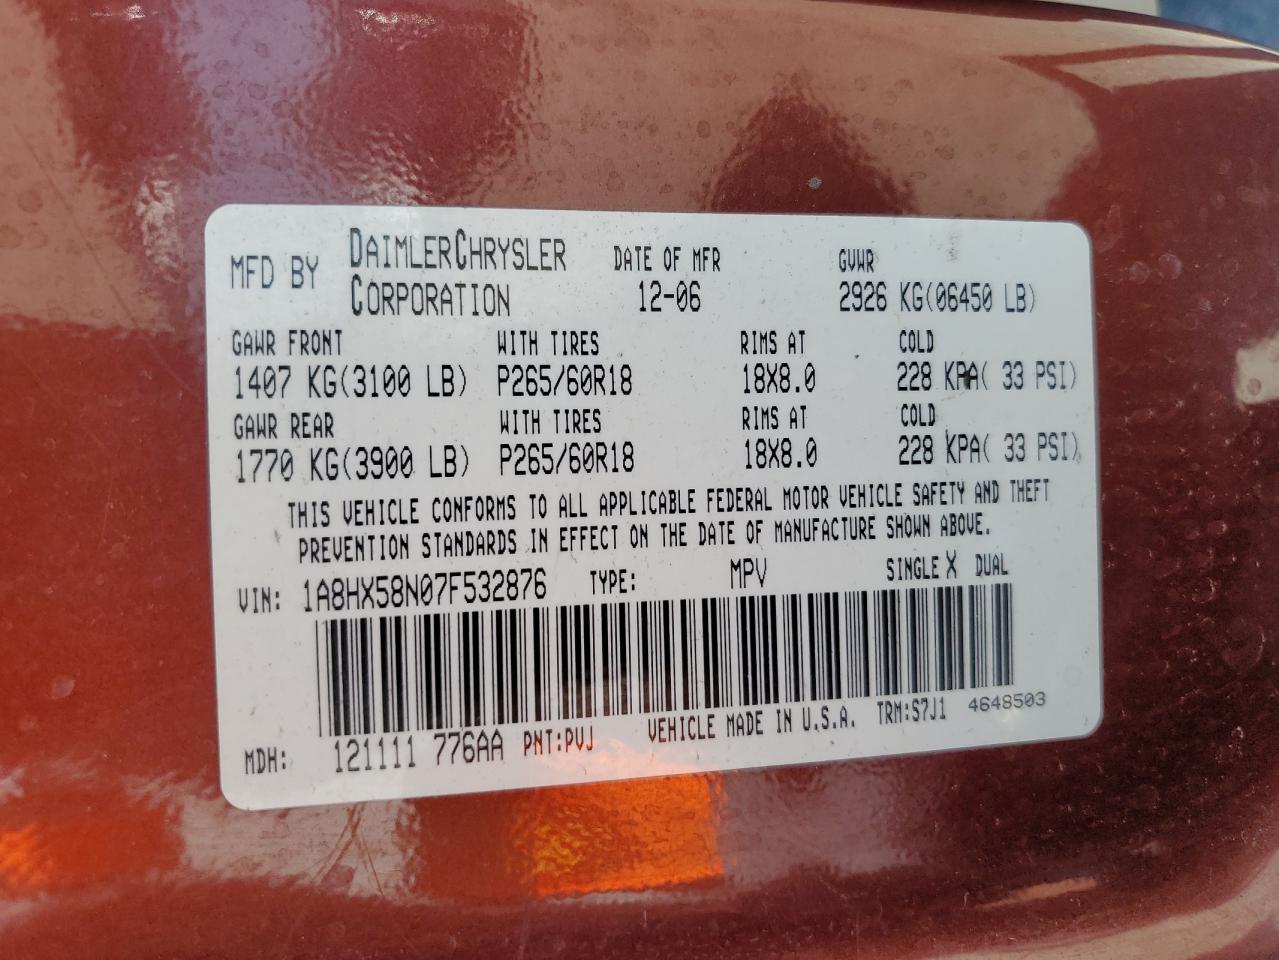 MFD BY DAIMLERCHRYSLER CORPORATION DATE OF MFR 12-06 GVWR 2926 KG(06450 LB)
GAWR FRONT WITH TIRES RIMS AT COLD
1407 KG(3100 LB) P265/60R18 18X8.0 228 KPA( 33 PSI)
GAWR REAR WITH TIRES RIMS AT COLD
1770 KG(3900 LB) P265/60R18 18X8.0 228 KPA( 33 PSI)
THIS VEHICLE CONFORMS TO ALL APPLICABLE FEDERAL MOTOR VEHICLE SAFETY AND THEFT
PREVENTION STANDARDS IN EFFECT ON THE DATE OF MANUFACTURE SHOWN ABOVE.
VIN: 1A8HX58N07F532876 TYPE: MPV SINGLE X DUAL
MDH: 121111 776AA PNT:PVJ VEHICLE MADE IN U.S.A. TRM:S7J1 4648503